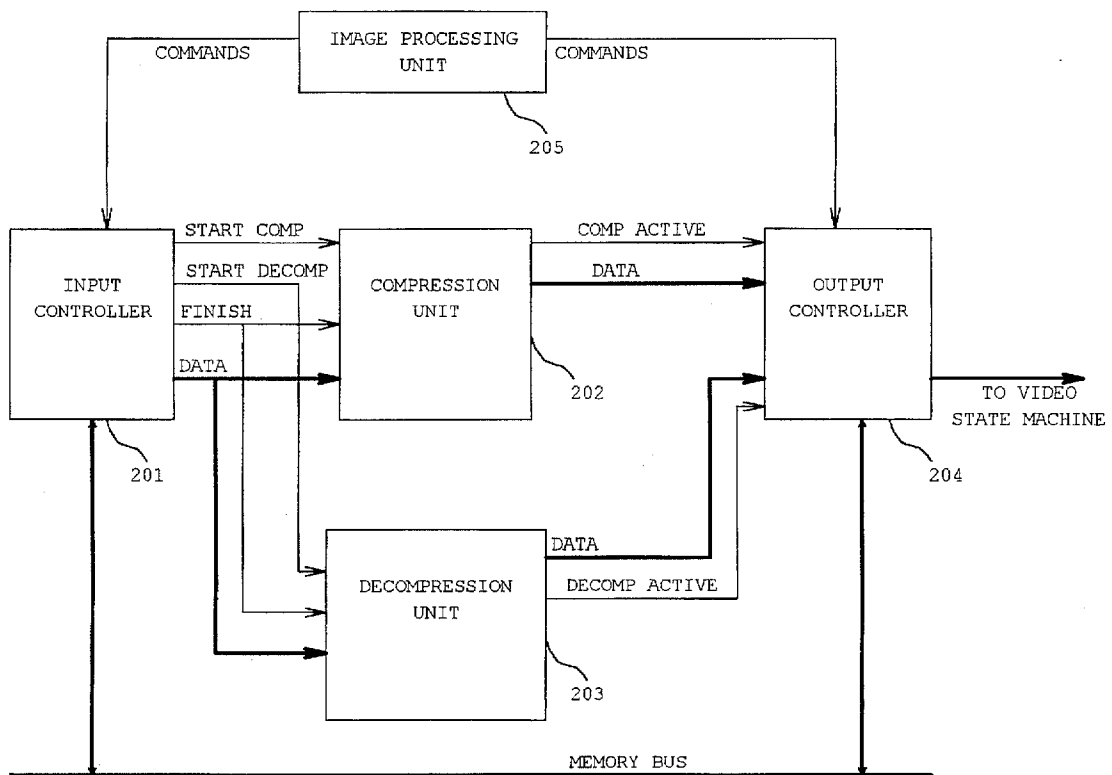 IMAGE PROCESSING
UNIT
COMMANDS
COMMANDS
205
START COMP
START DECOMP
FINISH
DATA
INPUT
CONTROLLER
201
COMPRESSION
UNIT
202
COMP ACTIVE
DATA
OUTPUT
CONTROLLER
204
TO VIDEO
STATE MACHINE
DECOMPRESSION
UNIT
203
DATA
DECOMP ACTIVE
MEMORY BUS